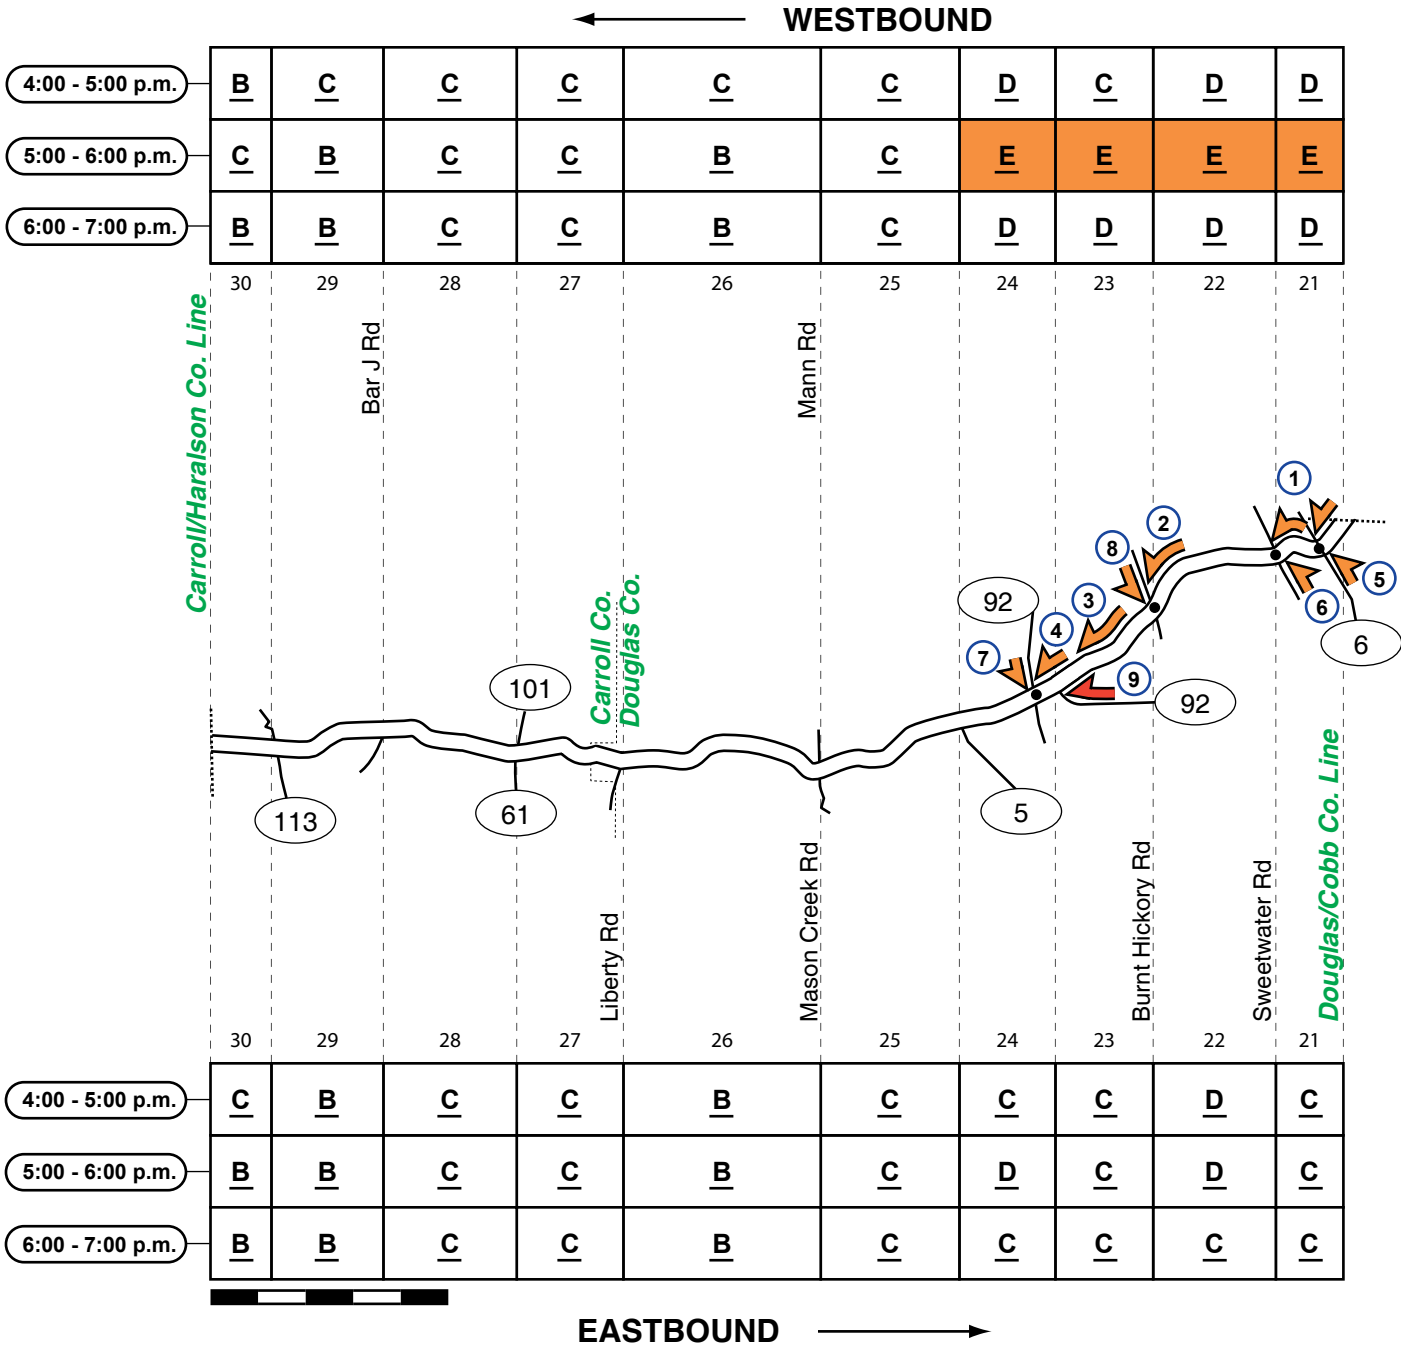 WESTBOUND
4:00 - 5:00 p.m. B C C C C C D C D D
5:00 - 6:00 p.m. C B C C B C E E E E
6:00 - 7:00 p.m. B B C C B C D D D D
30 29 28 27 26 25 24 23 22 21
Carroll/Haralson Co. Line
Bar J Rd
Mann Rd
1
2
8
5
92
3
6
4
6
7
101
Carroll Co.
Douglas Co.
9
92
113
61
5
Liberty Rd
Mason Creek Rd
Burnt Hickory Rd
Sweetwater Rd
Douglas/Cobb Co. Line
30 29 28 27 26 25 24 23 22 21
4:00 - 5:00 p.m. C B C C B C C C D C
5:00 - 6:00 p.m. B B C C B C D C D C
6:00 - 7:00 p.m. B B C C B C C C C C
EASTBOUND